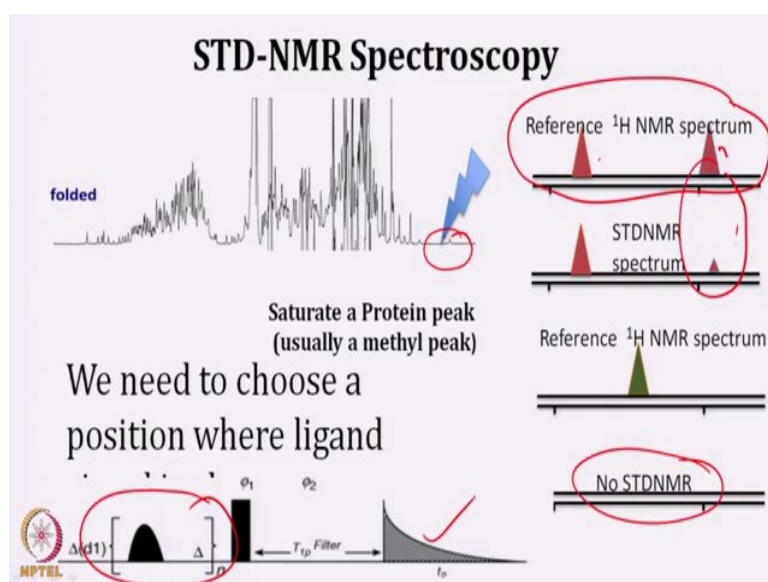 STD-NMR Spectroscopy
folded
Saturate a Protein peak
(usually a methyl peak)
We need to choose a
position where ligand
Δ(d1)
Δ
n
φ1
φ2
T1ρ Filter
Reference ¹H NMR spectrum
STDNMR
spectrum
Reference ¹H NMR spectrum
No STDNMR
NPTEL